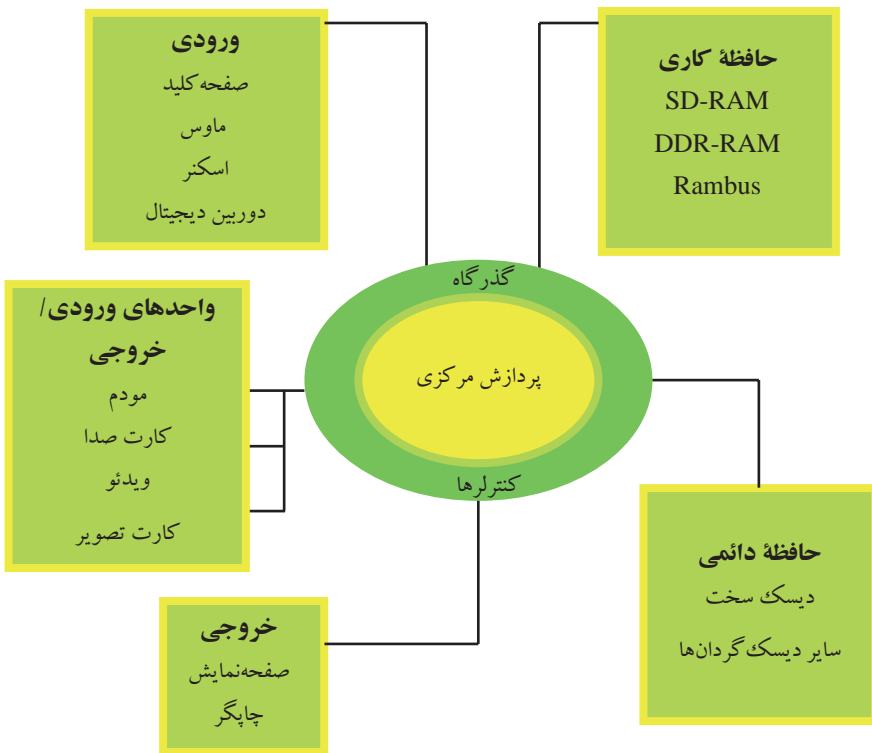 حافظهٔ کاری
SD-RAM
DDR-RAM
Rambus
ورودی
صفحه‌کلید
ماوس
اسکنر
دوربین دیجیتال
گذرگاه
پردازش مرکزی
کنترلرها
واحدهای ورودی/
خروجی
مودم
کارت صدا
ویدئو
کارت تصویر
حافظهٔ دائمی
دیسک سخت
سایر دیسک‌گردان‌ها
خروجی
صفحه‌نمایش
چاپگر